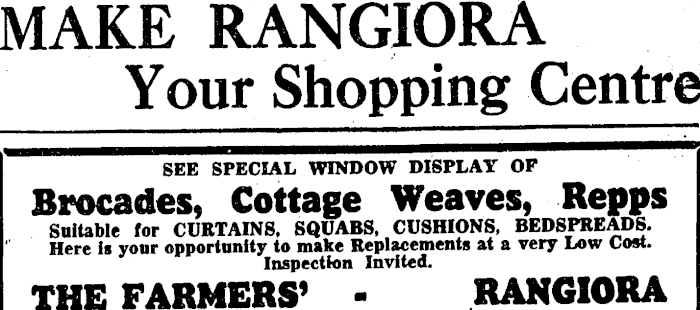 MAKE RANGIORA
Your Shopping Centre
SEE SPECIAL WINDOW DISPLAY OF
Brocades, Cottage Weaves, Repps
Suitable for CURTAINS, SQUABS, CUSHIONS, BEDSPREADS.
Here is your opportunity to make Replacements at a very Low Cost.
Inspection Invited.
THE FARMERS' - RANGIORA